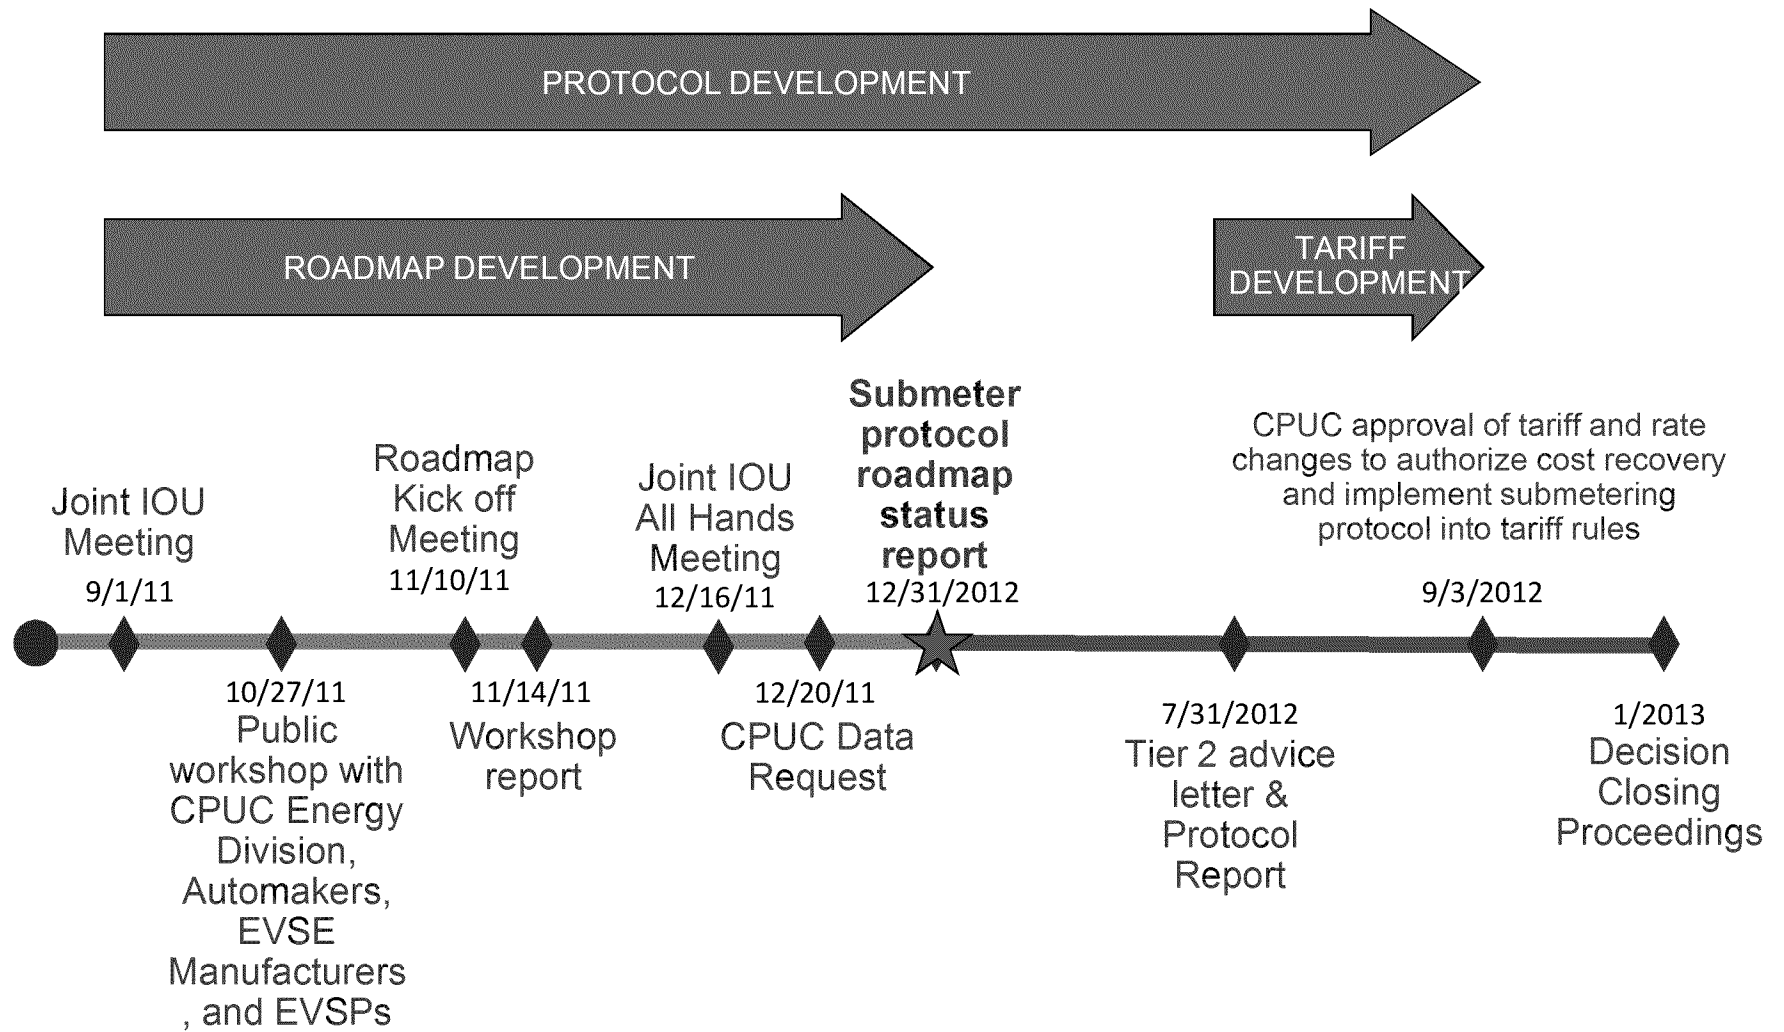 PROTOCOL DEVELOPMENT
ROADMAP DEVELOPMENT
TARIFF
DEVELOPMENT
Joint IOU
Meeting
9/1/11
10/27/11
Public
workshop with
CPUC Energy
Division,
Automakers,
EVSE
Manufacturers
, and EVSPs
Roadmap
Kick off
Meeting
11/10/11
11/14/11
Workshop
report
Joint IOU
All Hands
Meeting
12/16/11
12/20/11
CPUC Data
Request
Submeter
protocol
roadmap
status
report
12/31/2012
7/31/2012
Tier 2 advice
letter &
Protocol
Report
CPUC approval of tariff and rate
changes to authorize cost recovery
and implement submetering
protocol into tariff rules
9/3/2012
1/2013
Decision
Closing
Proceedings